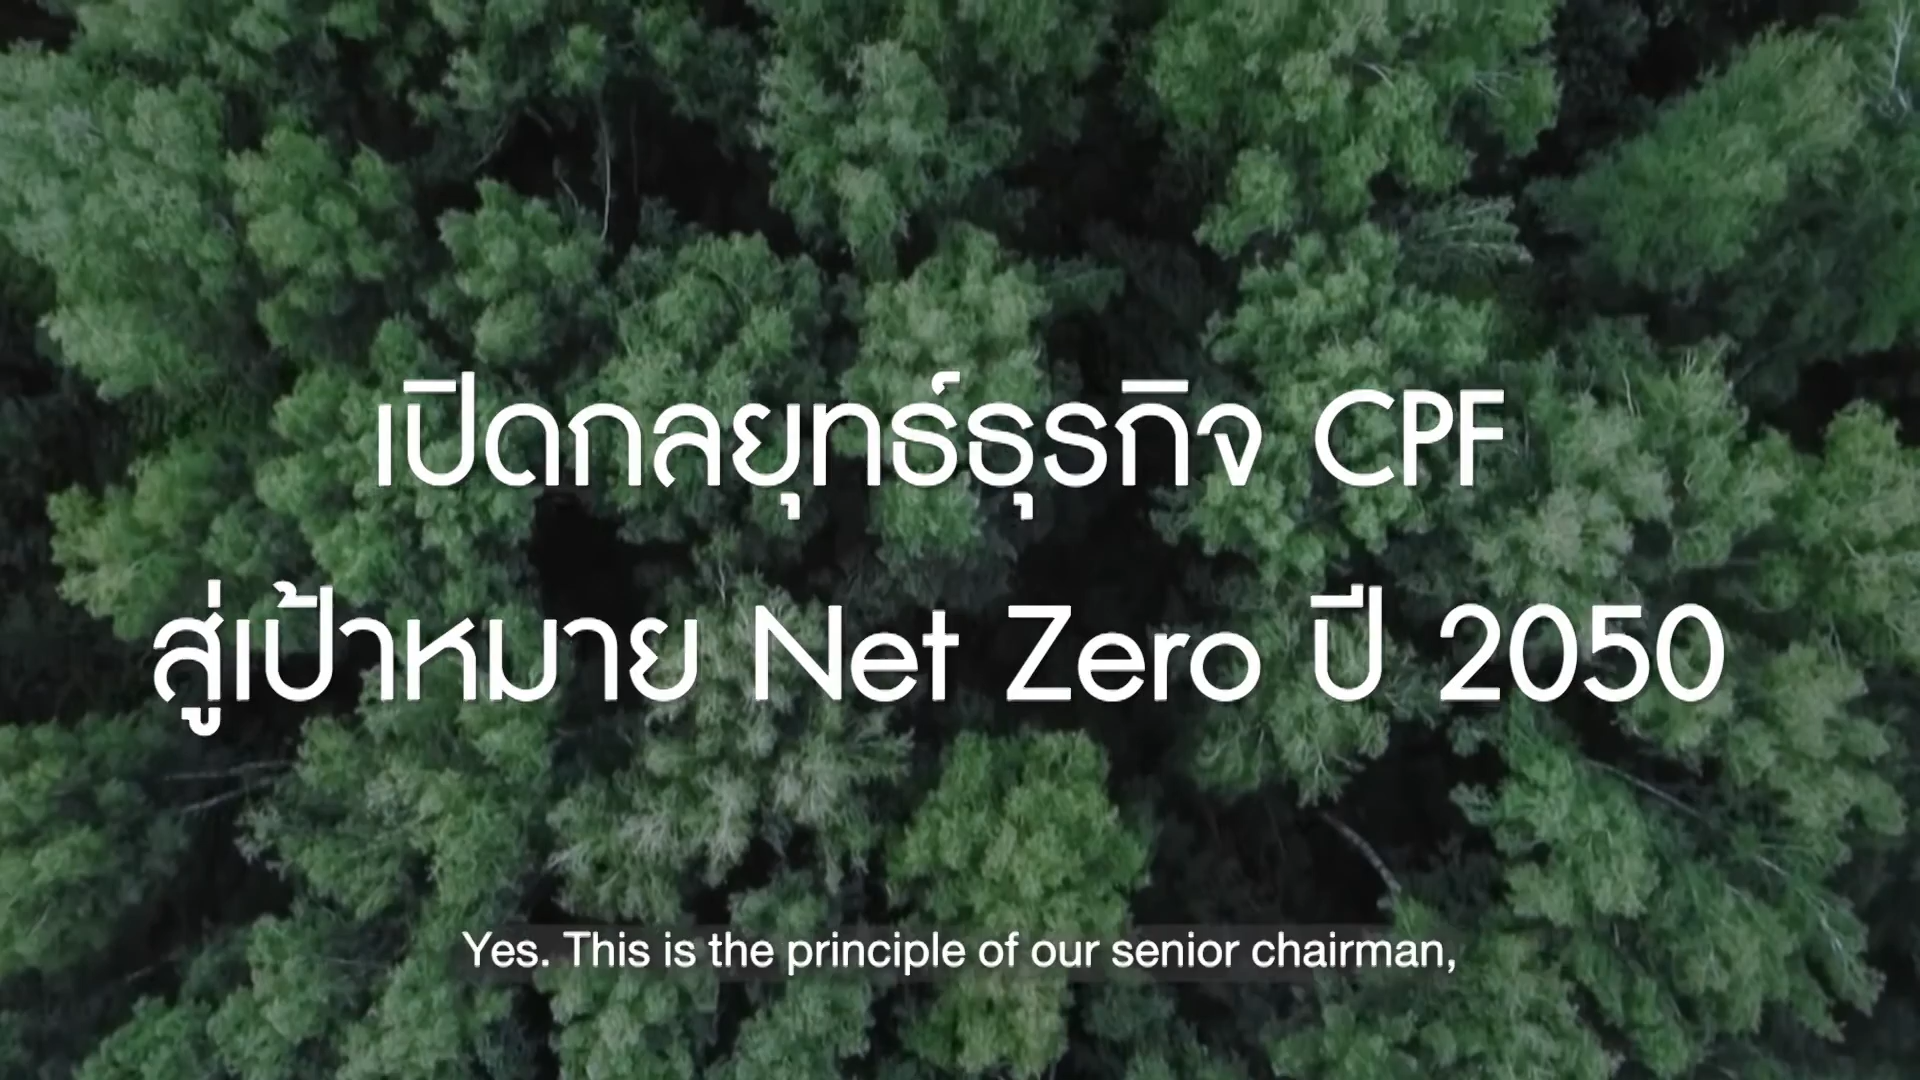 เปิดกลยุทธ์ธุรกิจ CPF
สู่เป้าหมาย Net Zero ปี 2050
Yes. This is the principle of our senior chairman,